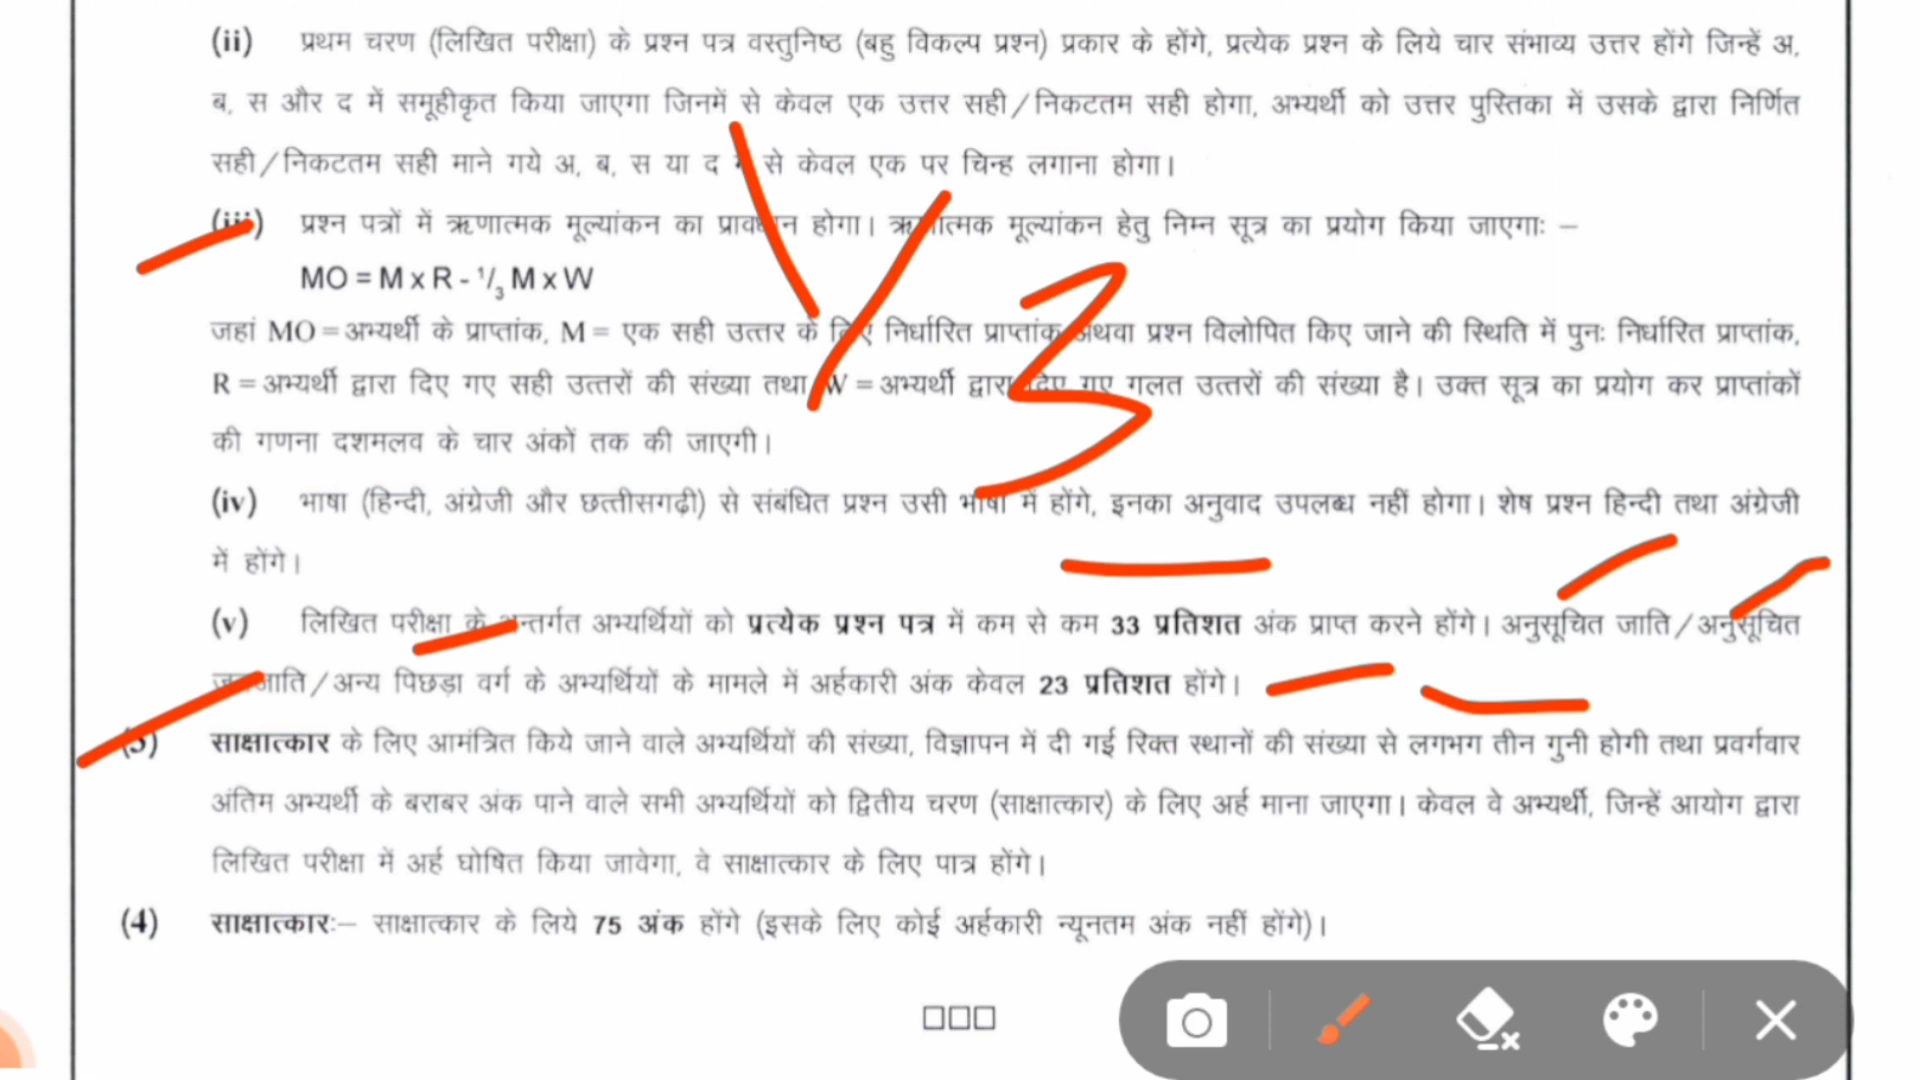 (ii) प्रथम चरण (लिखित परीक्षा) के प्रश्न पत्र वस्तुनिष्ठ (बहु विकल्प प्रश्न) प्रकार के होंगे, प्रत्येक प्रश्न के लिये चार संभाव्य उत्तर होंगे जिन्हें अ,
ब, स और द में समूहीकृत किया जाएगा जिनमें से केवल एक उत्तर सही/निकटतम सही होगा, अभ्यर्थी को उत्तर पुस्तिका में उसके द्वारा निर्णित
सही/निकटतम सही माने गये अ, ब, स या द में से केवल एक पर चिन्ह लगाना होगा।
(iii) प्रश्न पत्रों में ऋणात्मक मूल्यांकन का प्रावधान होगा। ऋणात्मक मूल्यांकन हेतु निम्न सूत्र का प्रयोग किया जाएगाः –
MO = M x R - 1/3 M x W
जहां MO = अभ्यर्थी के प्राप्तांक, M = एक सही उत्तर के लिए निर्धारित प्राप्तांक अथवा प्रश्न विलोपित किए जाने की स्थिति में पुनः निर्धारित प्राप्तांक,
R = अभ्यर्थी द्वारा दिए गए सही उत्तरों की संख्या तथा W = अभ्यर्थी द्वारा दिए गए गलत उत्तरों की संख्या है। उक्त सूत्र का प्रयोग कर प्राप्तांकों
की गणना दशमलव के चार अंकों तक की जाएगी।
(iv) भाषा (हिन्दी, अंग्रेजी और छत्तीसगढ़ी) से संबंधित प्रश्न उसी भाषा में होंगे, इनका अनुवाद उपलब्ध नहीं होगा। शेष प्रश्न हिन्दी तथा अंग्रेजी
में होंगे।
(v) लिखित परीक्षा के अन्तर्गत अभ्यर्थियों को प्रत्येक प्रश्न पत्र में कम से कम 33 प्रतिशत अंक प्राप्त करने होंगे। अनुसूचित जाति/अनुसूचित
जनजाति/अन्य पिछड़ा वर्ग के अभ्यर्थियों के मामले में अर्हकारी अंक केवल 23 प्रतिशत होंगे।
(3) साक्षात्कार के लिए आमंत्रित किये जाने वाले अभ्यर्थियों की संख्या, विज्ञापन में दी गई रिक्त स्थानों की संख्या से लगभग तीन गुनी होगी तथा प्रवर्गवार
अंतिम अभ्यर्थी के बराबर अंक पाने वाले सभी अभ्यर्थियों को द्वितीय चरण (साक्षात्कार) के लिए अर्ह माना जाएगा। केवल वे अभ्यर्थी, जिन्हें आयोग द्वारा
लिखित परीक्षा में अर्ह घोषित किया जावेगा, वे साक्षात्कार के लिए पात्र होंगे।
(4) साक्षात्कारः– साक्षात्कार के लिये 75 अंक होंगे (इसके लिए कोई अर्हकारी न्यूनतम अंक नहीं होंगे)।
□□□